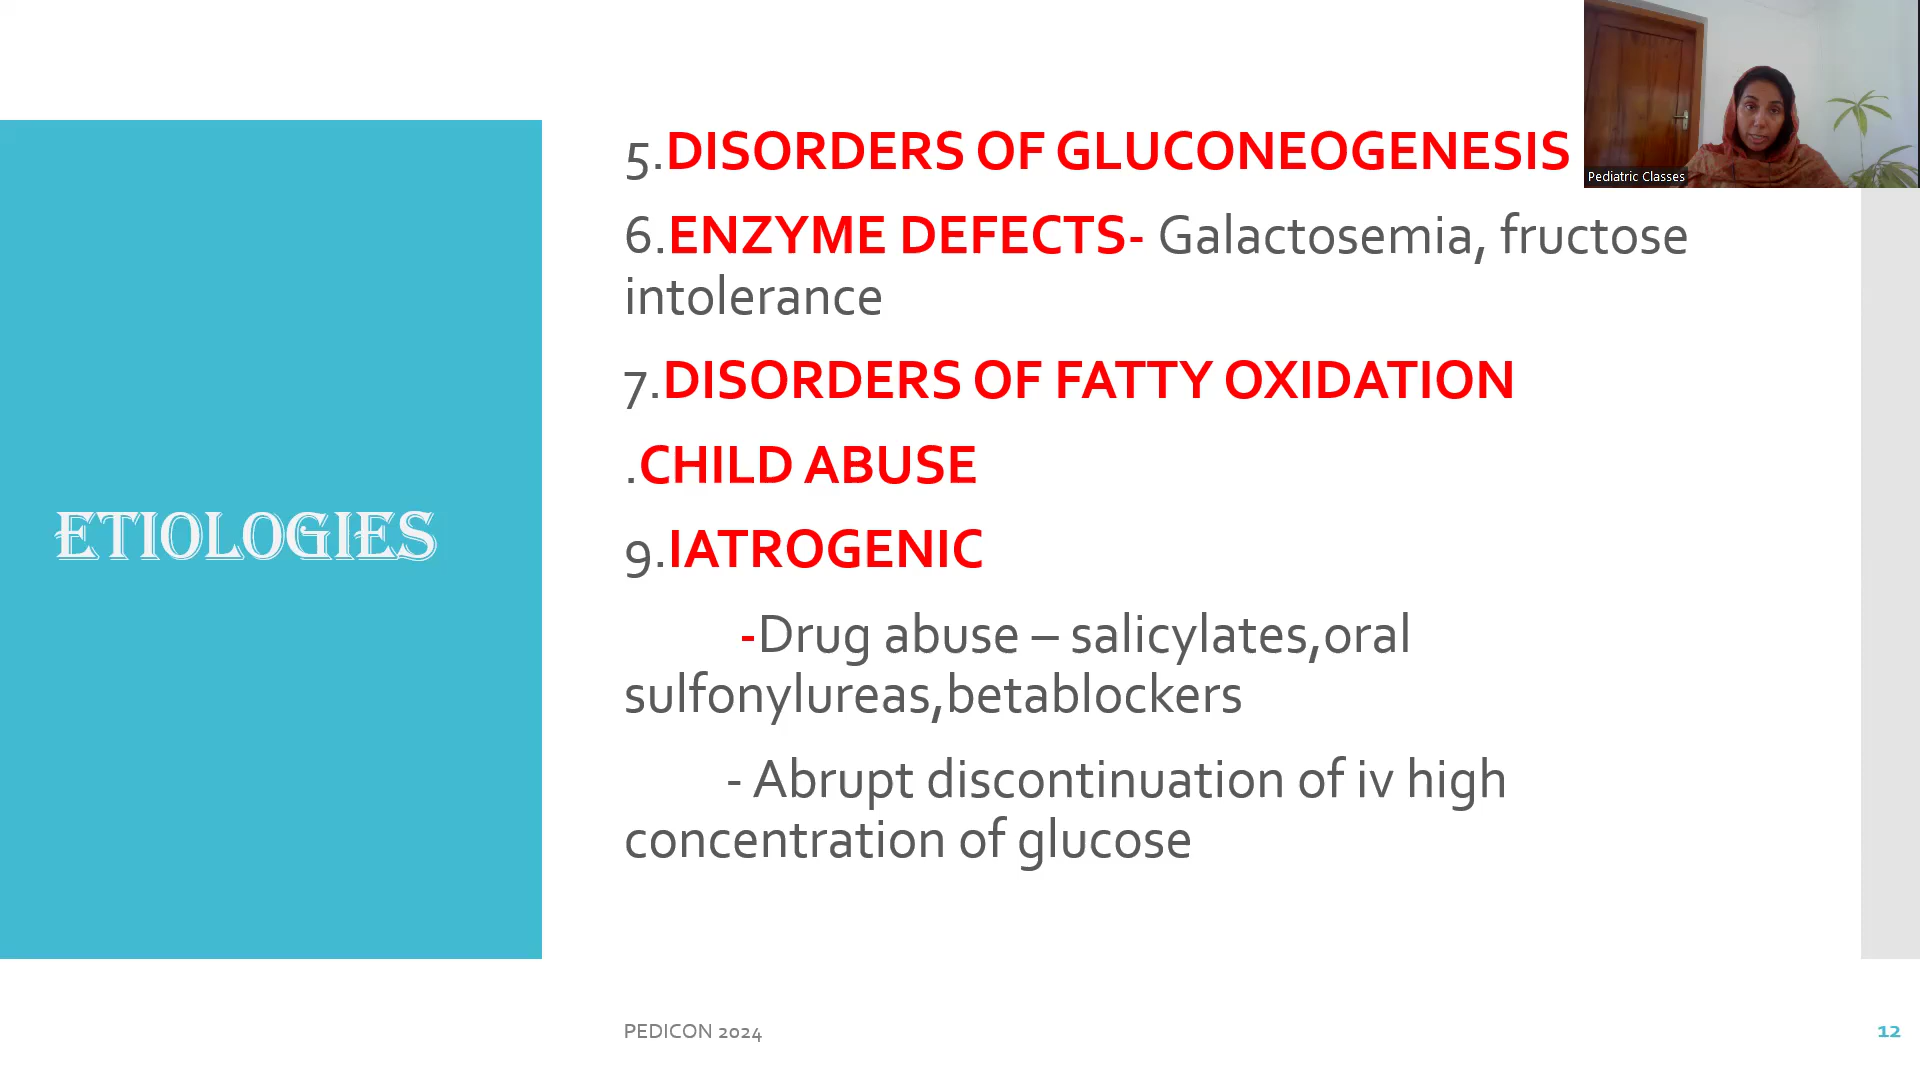 5.DISORDERS OF GLUCONEOGENESIS
Pediatric Classes
6.ENZYME DEFECTS- Galactosemia, fructose
intolerance
7.DISORDERS OF FATTY OXIDATION
.CHILD ABUSE
ETIOLOGIES
9.IATROGENIC
-Drug abuse – salicylates,oral
sulfonylureas,betablockers
- Abrupt discontinuation of iv high
concentration of glucose
PEDICON 2024
12